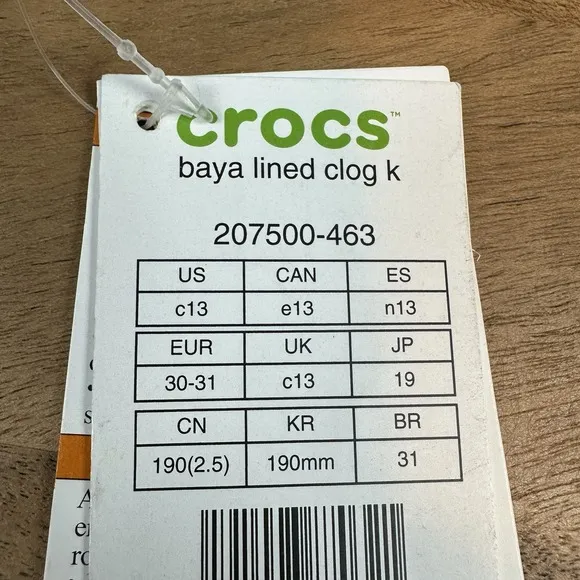 crocs™
baya lined clog k
207500-463
US CAN ES
c13 e13 n13
EUR UK JP
30-31 c13 19
CN KR BR
190(2.5) 190mm 31